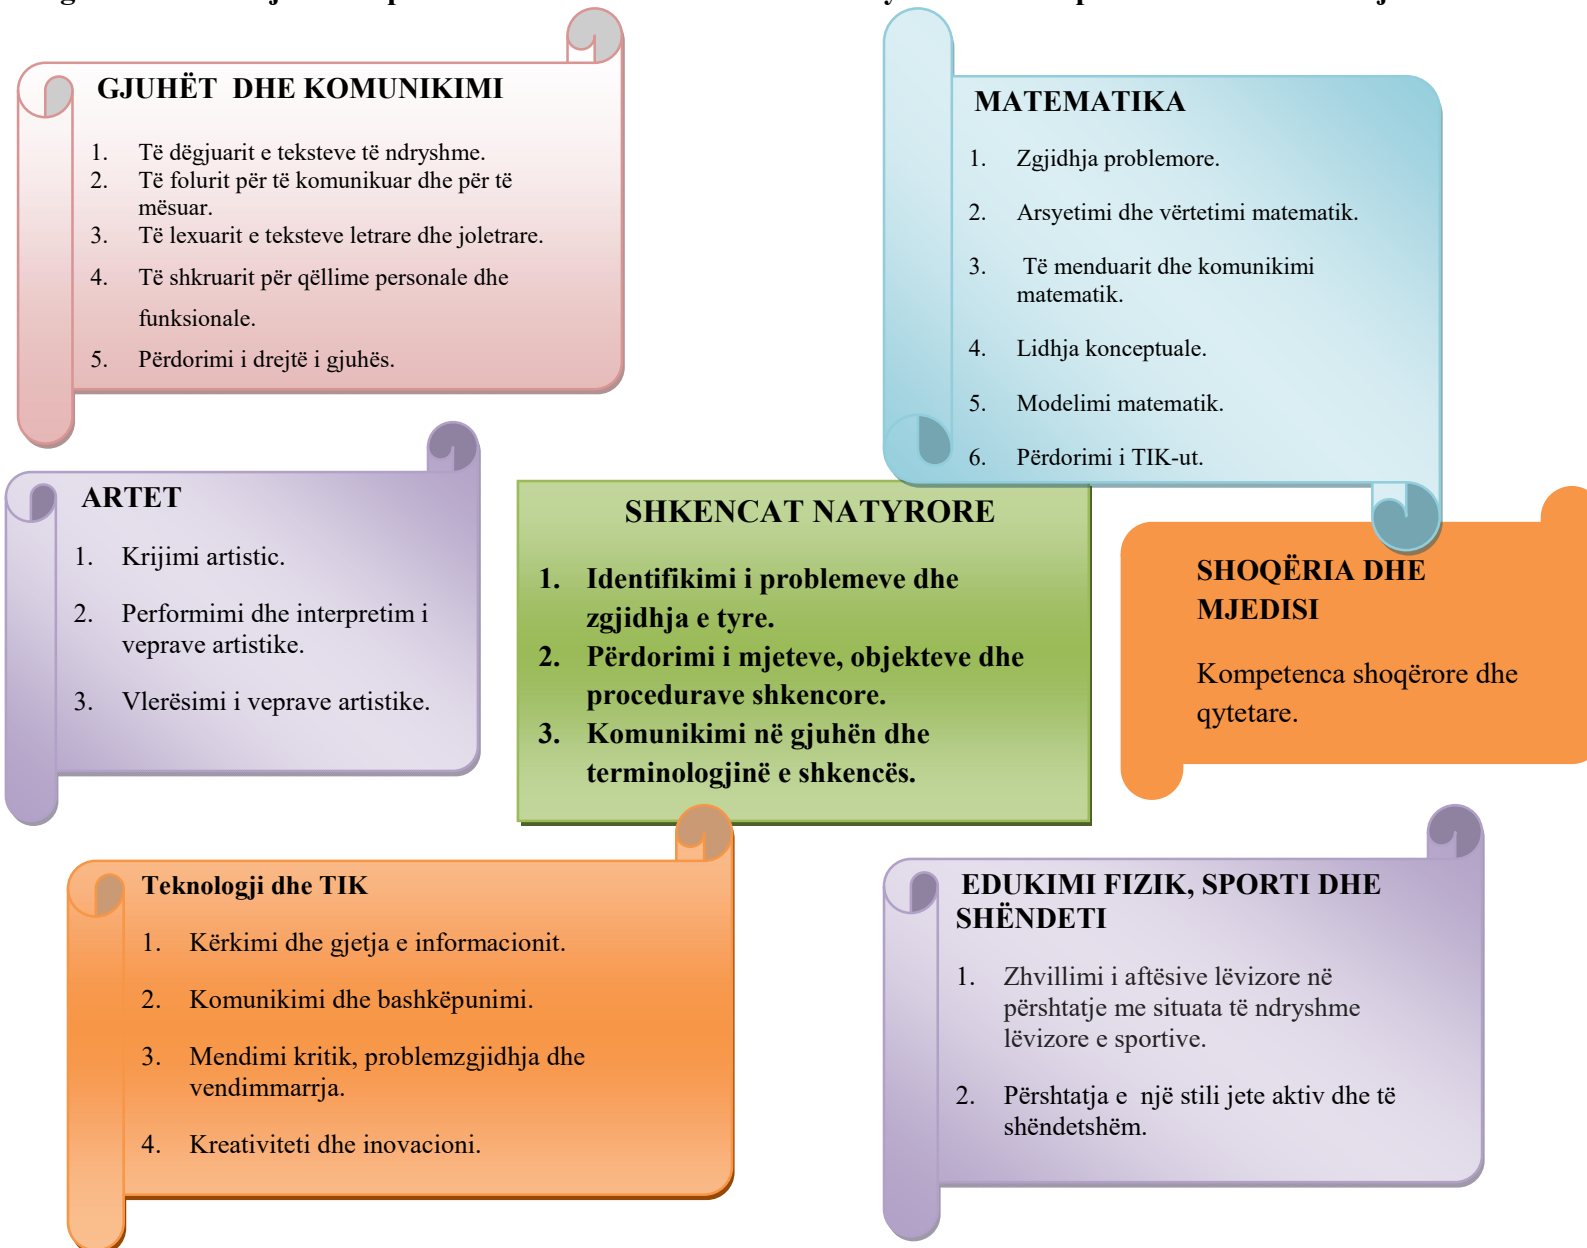 GJUHËT DHE KOMUNIKIMI
1. Të dëgjuarit e teksteve të ndryshme.
2. Të folurit për të komunikuar dhe për të
mësuar.
3. Të lexuarit e teksteve letrare dhe joletrare.
4. Të shkruarit për qëllime personale dhe
funksionale.
5. Përdorimi i drejtë i gjuhës.
MATEMATIKA
1. Zgjidhja problemore.
2. Arsyetimi dhe vërtetimi matematik.
3. Të menduarit dhe komunikimi
matematik.
4. Lidhja konceptuale.
5. Modelimi matematik.
6. Përdorimi i TIK-ut.
ARTET
1. Krijimi artistic.
2. Performimi dhe interpretim i
veprave artistike.
3. Vlerësimi i veprave artistike.
SHKENCAT NATYRORE
1. Identifikimi i problemeve dhe
zgjidhja e tyre.
2. Përdorimi i mjeteve, objekteve dhe
procedurave shkencore.
3. Komunikimi në gjuhën dhe
terminologjinë e shkencës.
SHOQËRIA DHE
MJEDISI
Kompetenca shoqërore dhe
qytetare.
Teknologji dhe TIK
1. Kërkimi dhe gjetja e informacionit.
2. Komunikimi dhe bashkëpunimi.
3. Mendimi kritik, problemzgjidhja dhe
vendimmarrja.
4. Kreativiteti dhe inovacioni.
EDUKIMI FIZIK, SPORTI DHE
SHËNDETI
1. Zhvillimi i aftësive lëvizore në
përshtatje me situata të ndryshme
lëvizore e sportive.
2. Përshtatja e një stili jete aktiv dhe të
shëndetshëm.